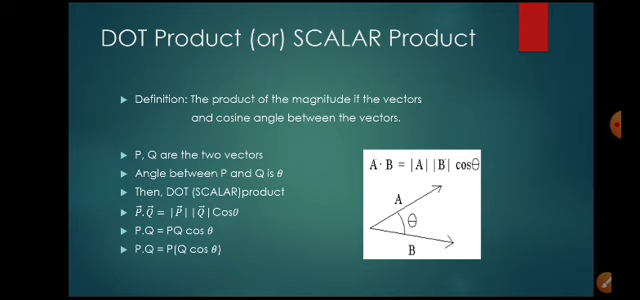 DOT Product (or) SCALAR Product
Definition: The product of the magnitude if the vectors
and cosine angle between the vectors.
P, Q are the two vectors
Angle between P and Q is θ
Then, DOT (SCALAR)product
P⃗.Q⃗ = |P⃗||Q⃗|Cosθ
P.Q = PQ cos θ
P.Q = P(Q cos θ)
A · B = |A||B| cosθ
A
θ
B